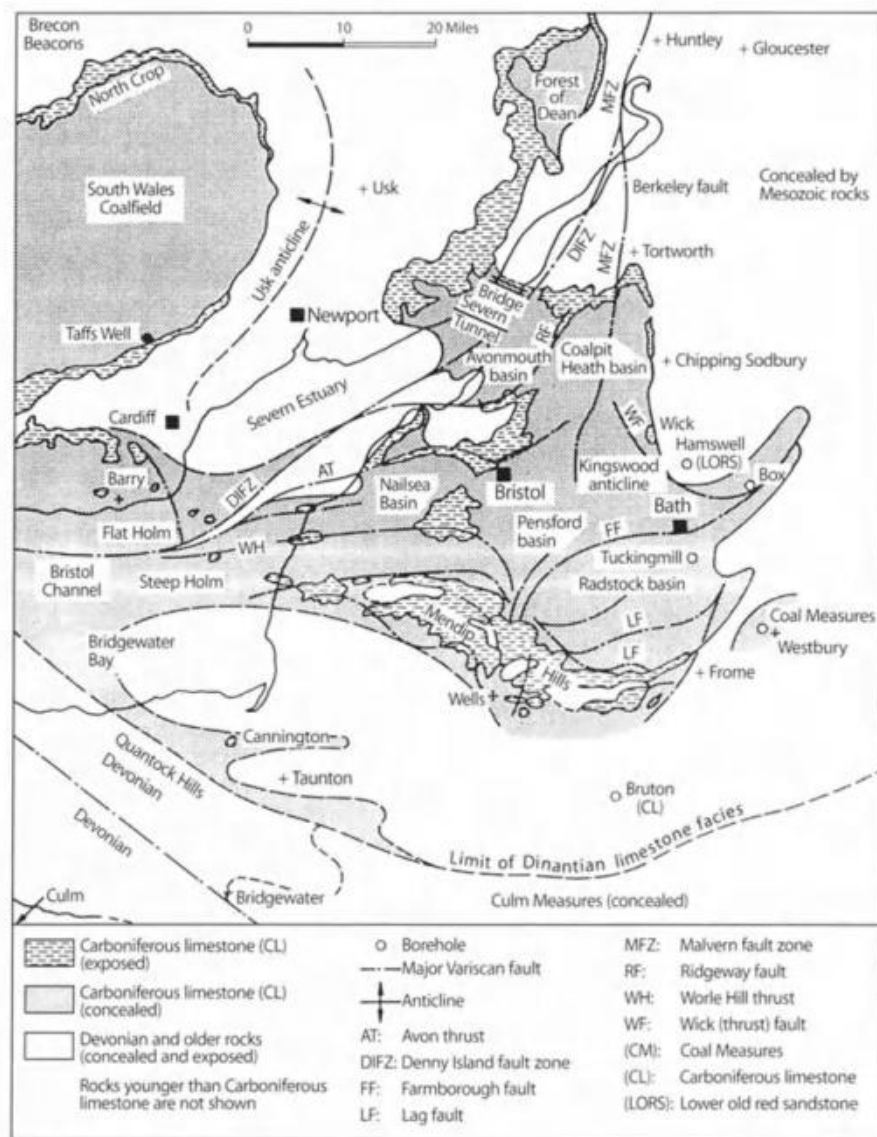 Brecon
Beacons
0 10 20 Miles
North Crop
South Wales
Coalfield
Usk anticline
+ Usk
Forest
of
Dean
+ Huntley
+ Gloucester
MFZ
Berkeley fault
Concealed by
Mesozoic rocks
DIFZ
MFZ
+ Tortworth
Taffs Well
Newport
Bridge
Severn
Tunnel
RF
Avonmouth
basin
Coalpit
Heath basin
+ Chipping Sodbury
Severn Estuary
Cardiff
WF
Wick
Hamswell
(LORS)
Barry
DIFZ
AT
Nailsea
Basin
Bristol
Kingswood
anticline
Box
Bath
Flat Holm
WH
Pensford
basin
FF
Tuckingmill
Bristol
Channel
Steep Holm
Radstock basin
Bridgewater
Bay
Mendip
Hills
LF
LF
Coal Measures
Westbury
+ Frome
Wells
Cannington
Quantock Hills
Devonian
+ Taunton
Bruton
(CL)
Devonian
Limit of Dinantian limestone facies
Culm
Bridgewater
Culm Measures (concealed)
Carboniferous limestone (CL)
(exposed)
Carboniferous limestone (CL)
(concealed)
Devonian and older rocks
(concealed and exposed)
Rocks younger than Carboniferous
limestone are not shown
Borehole
Major Variscan fault
Anticline
AT: Avon thrust
DIFZ: Denny Island fault zone
FF: Farmborough fault
LF: Lag fault
MFZ: Malvern fault zone
RF: Ridgeway fault
WH: Worle Hill thrust
WF: Wick (thrust) fault
(CM): Coal Measures
(CL): Carboniferous limestone
(LORS): Lower old red sandstone